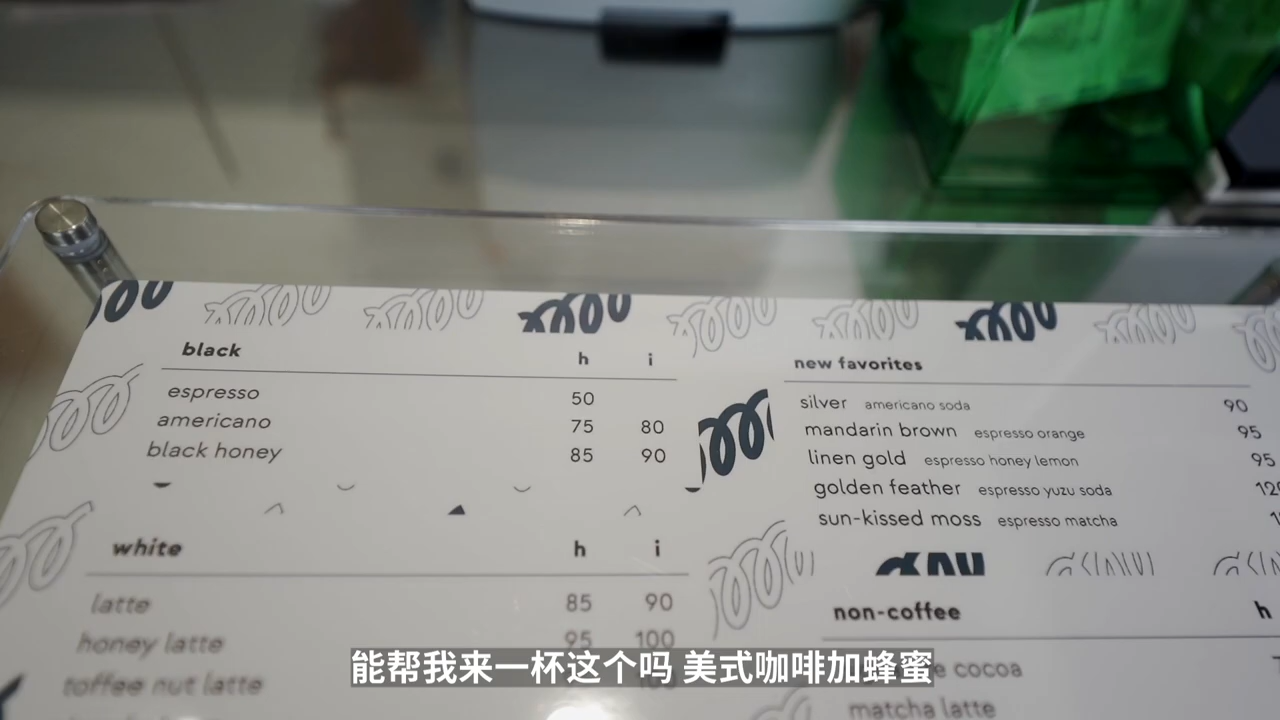 black h i
espresso 50
americano 75 80
black honey 85 90
white h i
latte 85 90
honey latte 95 100
toffee nut latte
new favorites
silver americano soda 90
mandarin brown espresso orange 95
linen gold espresso honey lemon 95
golden feather espresso yuzu soda
sun-kissed moss espresso matcha
non-coffee h
cocoa
matcha latte
能帮我来一杯这个吗 美式咖啡加蜂蜜